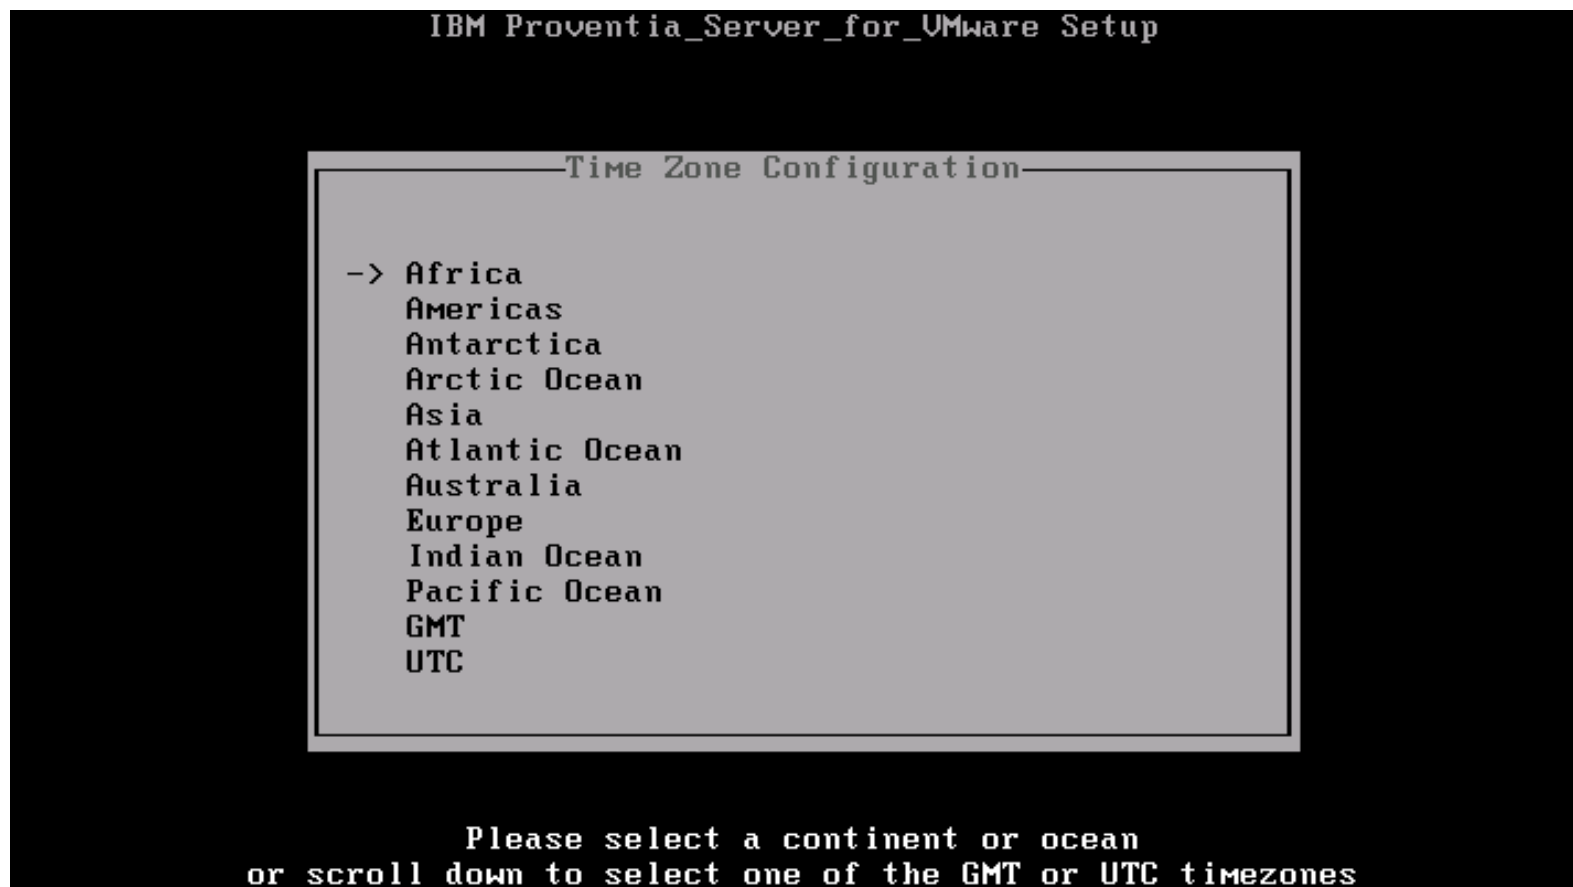 IBM Proventia_Server_for_VMware Setup
Time Zone Configuration
-> Africa
Americas
Antarctica
Arctic Ocean
Asia
Atlantic Ocean
Australia
Europe
Indian Ocean
Pacific Ocean
GMT
UTC
Please select a continent or ocean
or scroll down to select one of the GMT or UTC timezones